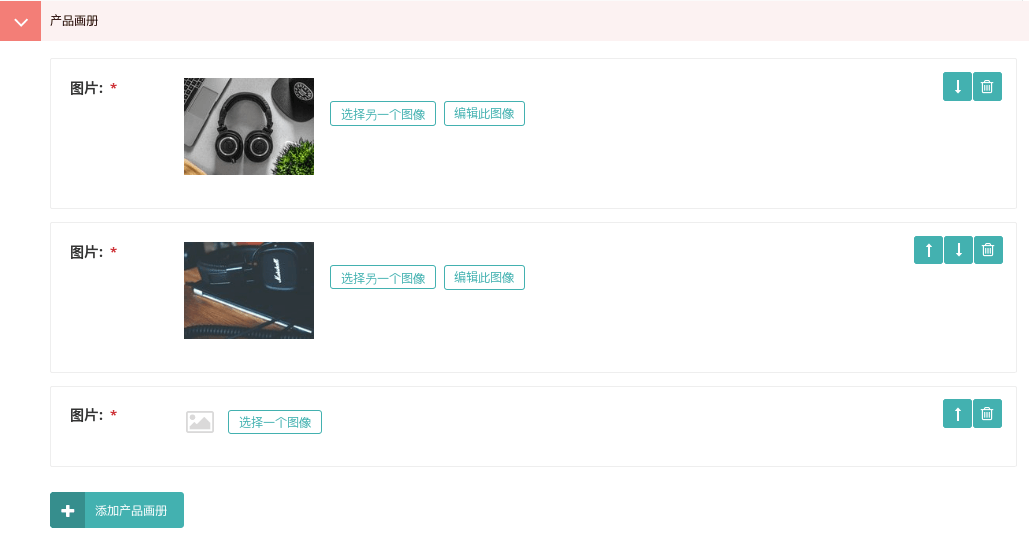 产品画册
图片: *
选择另一个图像
编辑此图像
图片: *
Marshall
选择另一个图像
编辑此图像
图片: *
选择一个图像
添加产品画册